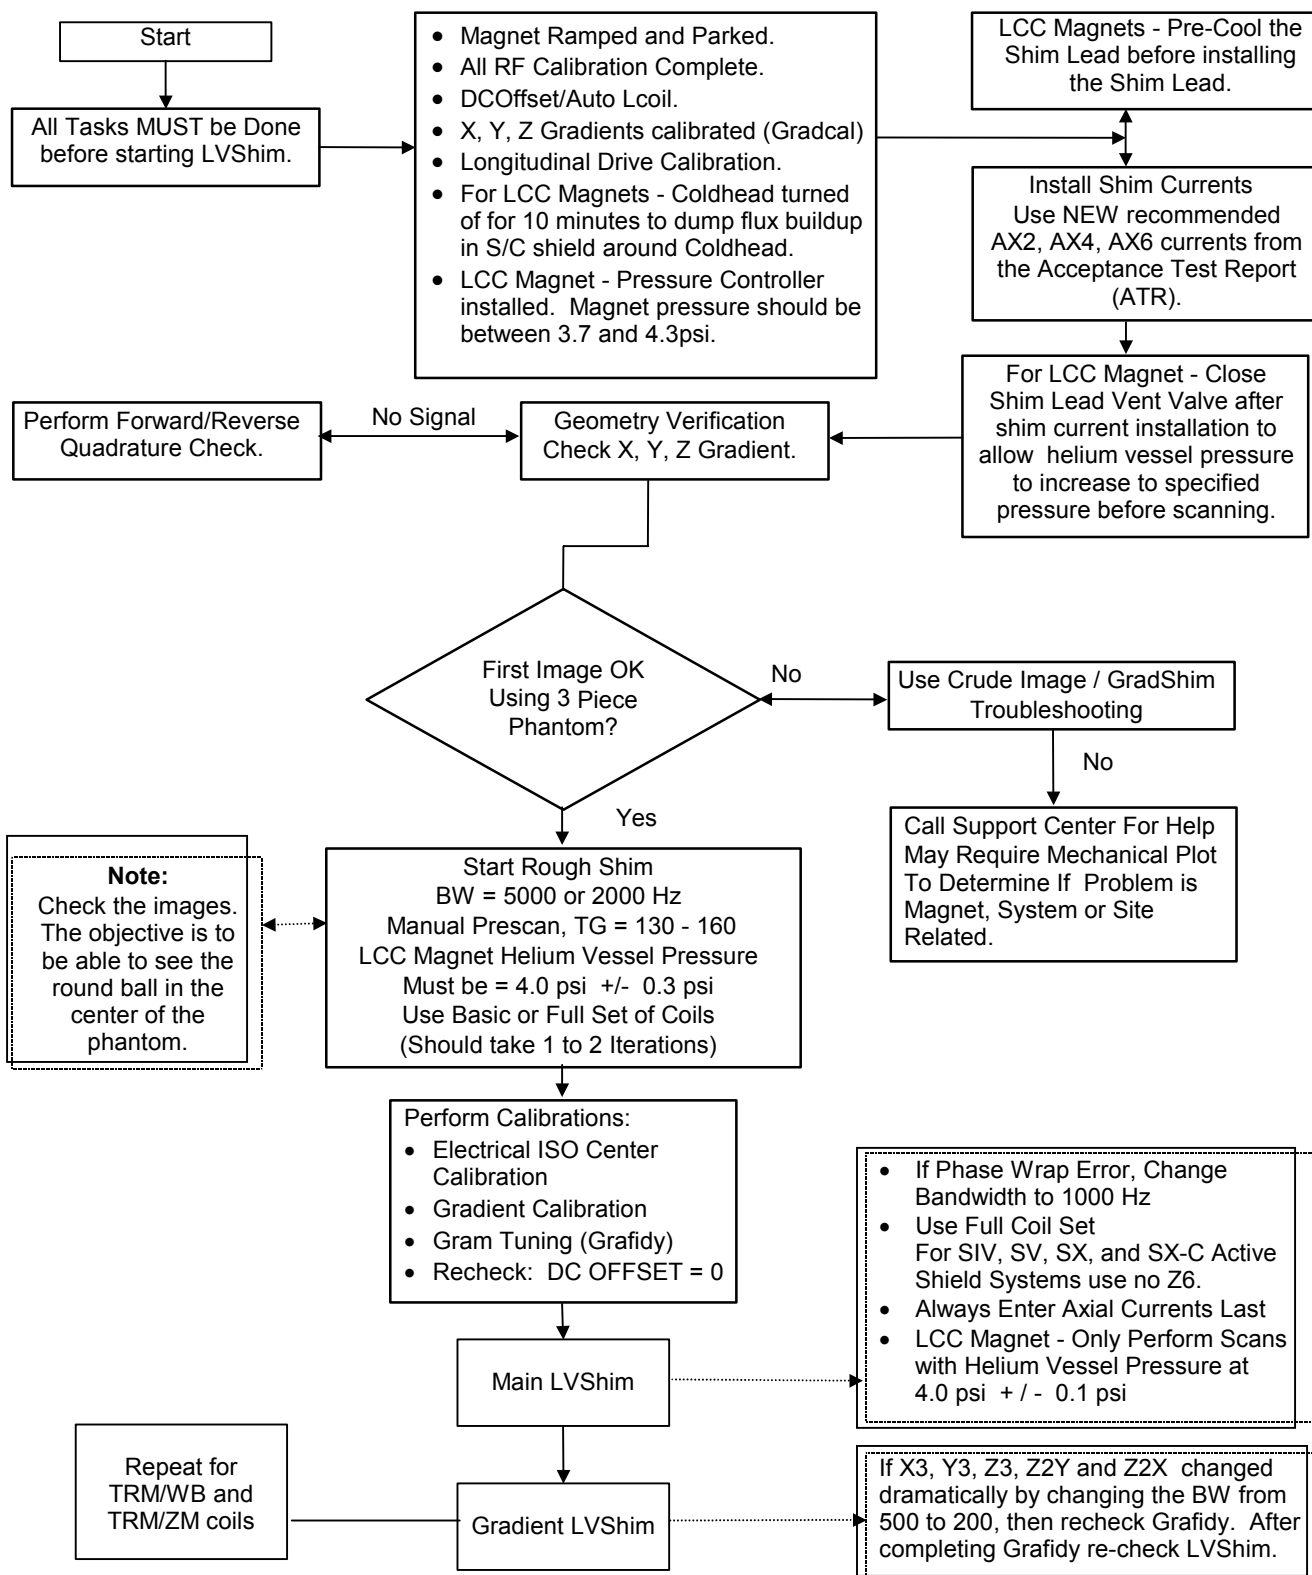 Start
All Tasks MUST be Done
before starting LVShim.
• Magnet Ramped and Parked.
• All RF Calibration Complete.
• DCOffset/Auto Lcoil.
• X, Y, Z Gradients calibrated (Gradcal)
• Longitudinal Drive Calibration.
• For LCC Magnets - Coldhead turned
of for 10 minutes to dump flux buildup
in S/C shield around Coldhead.
• LCC Magnet - Pressure Controller
installed. Magnet pressure should be
between 3.7 and 4.3psi.
LCC Magnets - Pre-Cool the
Shim Lead before installing
the Shim Lead.
Install Shim Currents
Use NEW recommended
AX2, AX4, AX6 currents from
the Acceptance Test Report
(ATR).
For LCC Magnet - Close
Shim Lead Vent Valve after
shim current installation to
allow helium vessel pressure
to increase to specified
pressure before scanning.
Geometry Verification
Check X, Y, Z Gradient.
No Signal
Perform Forward/Reverse
Quadrature Check.
First Image OK
Using 3 Piece
Phantom?
No
Use Crude Image / GradShim
Troubleshooting
No
Call Support Center For Help
May Require Mechanical Plot
To Determine If Problem is
Magnet, System or Site
Related.
Yes
Start Rough Shim
BW = 5000 or 2000 Hz
Manual Prescan, TG = 130 - 160
LCC Magnet Helium Vessel Pressure
Must be = 4.0 psi +/- 0.3 psi
Use Basic or Full Set of Coils
(Should take 1 to 2 Iterations)
Note:
Check the images.
The objective is to
be able to see the
round ball in the
center of the
phantom.
Perform Calibrations:
• Electrical ISO Center
Calibration
• Gradient Calibration
• Gram Tuning (Grafidy)
• Recheck: DC OFFSET = 0
Main LVShim
• If Phase Wrap Error, Change
Bandwidth to 1000 Hz
• Use Full Coil Set
For SIV, SV, SX, and SX-C Active
Shield Systems use no Z6.
• Always Enter Axial Currents Last
• LCC Magnet - Only Perform Scans
with Helium Vessel Pressure at
4.0 psi + / - 0.1 psi
Gradient LVShim
Repeat for
TRM/WB and
TRM/ZM coils
If X3, Y3, Z3, Z2Y and Z2X changed
dramatically by changing the BW from
500 to 200, then recheck Grafidy. After
completing Grafidy re-check LVShim.